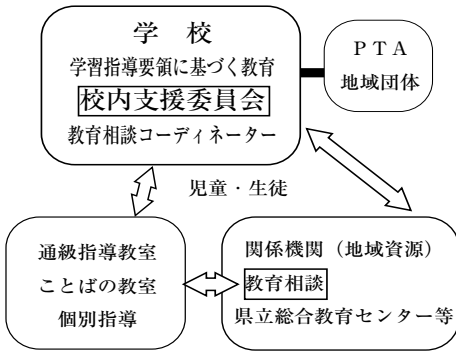 学校
学習指導要領に基づく教育
校内支援委員会
教育相談コーディネーター
PTA
地域団体
児童・生徒
通級指導教室
ことばの教室
個別指導
関係機関（地域資源）
教育相談
県立総合教育センター等